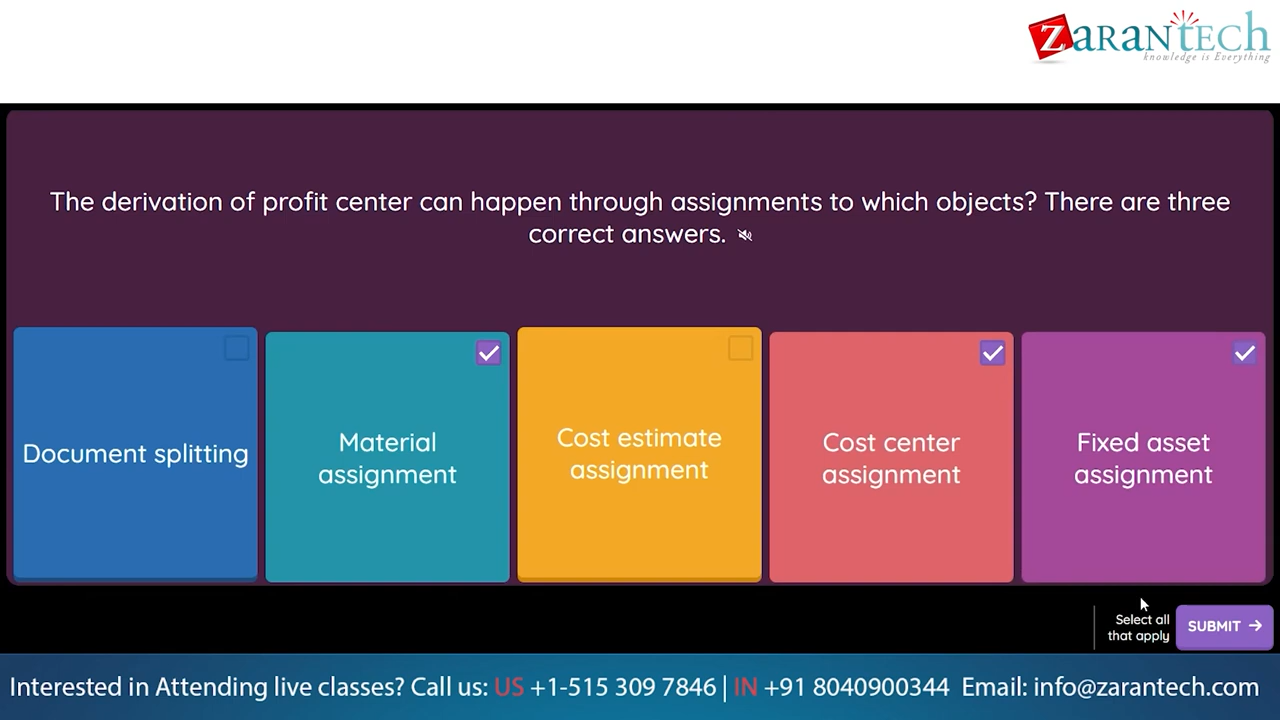 ZARANTECH
knowledge is Everything
The derivation of profit center can happen through assignments to which objects? There are three
correct answers.
Document splitting
Material
assignment
Cost estimate
assignment
Cost center
assignment
Fixed asset
assignment
Select all
that apply
SUBMIT
Interested in Attending live classes? Call us: US +1-515 309 7846 | IN +91 8040900344 Email: info@zarantech.com